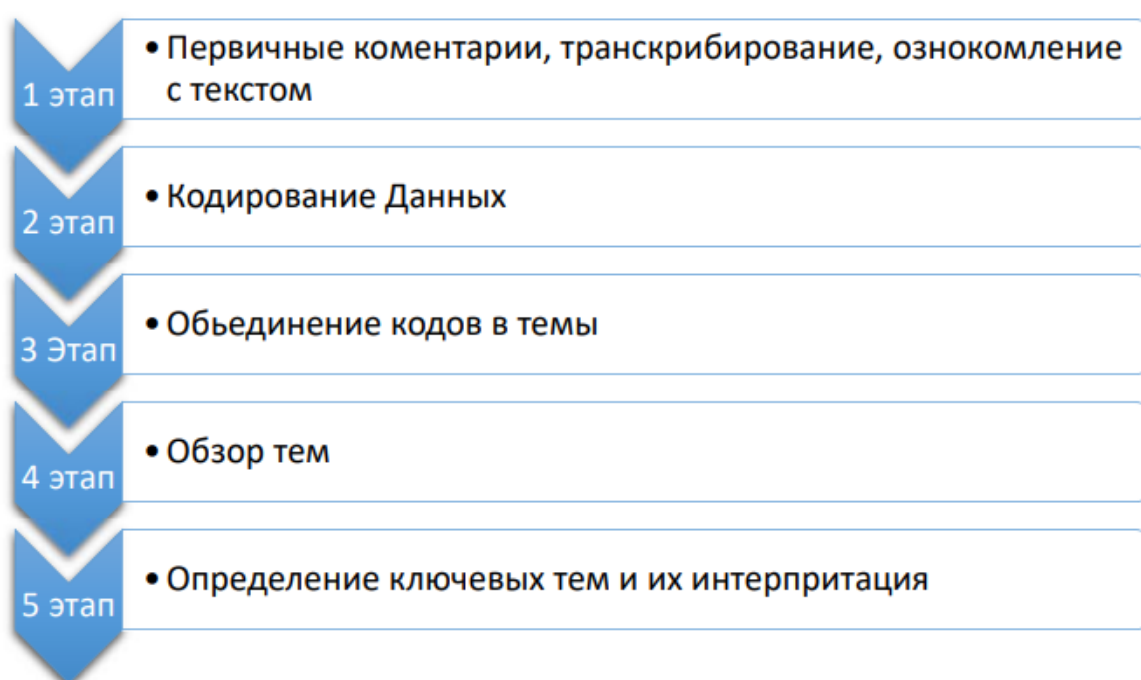 1 этап
• Первичные коментарии, транскрибирование, ознокомление
с текстом
2 этап
• Кодирование Данных
3 Этап
• Обьединение кодов в темы
4 этап
• Обзор тем
5 этап
• Определение ключевых тем и их интерпритация